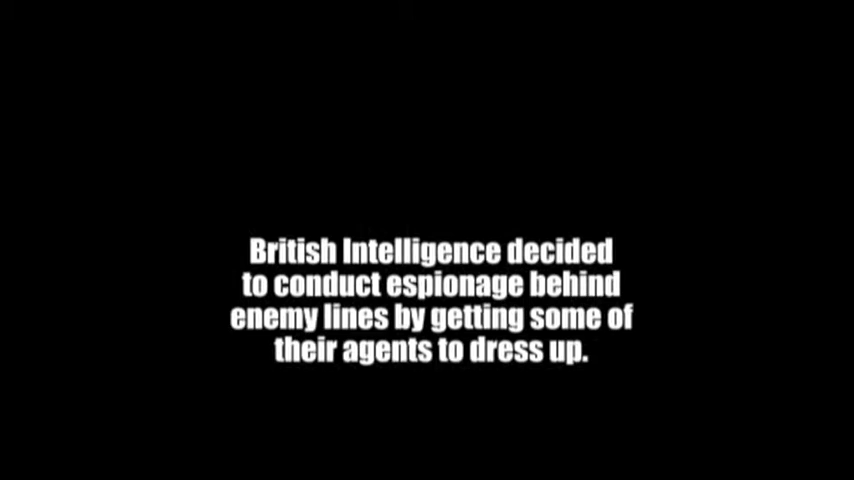 British Intelligence decided
to conduct espionage behind
enemy lines by getting some of
their agents to dress up.